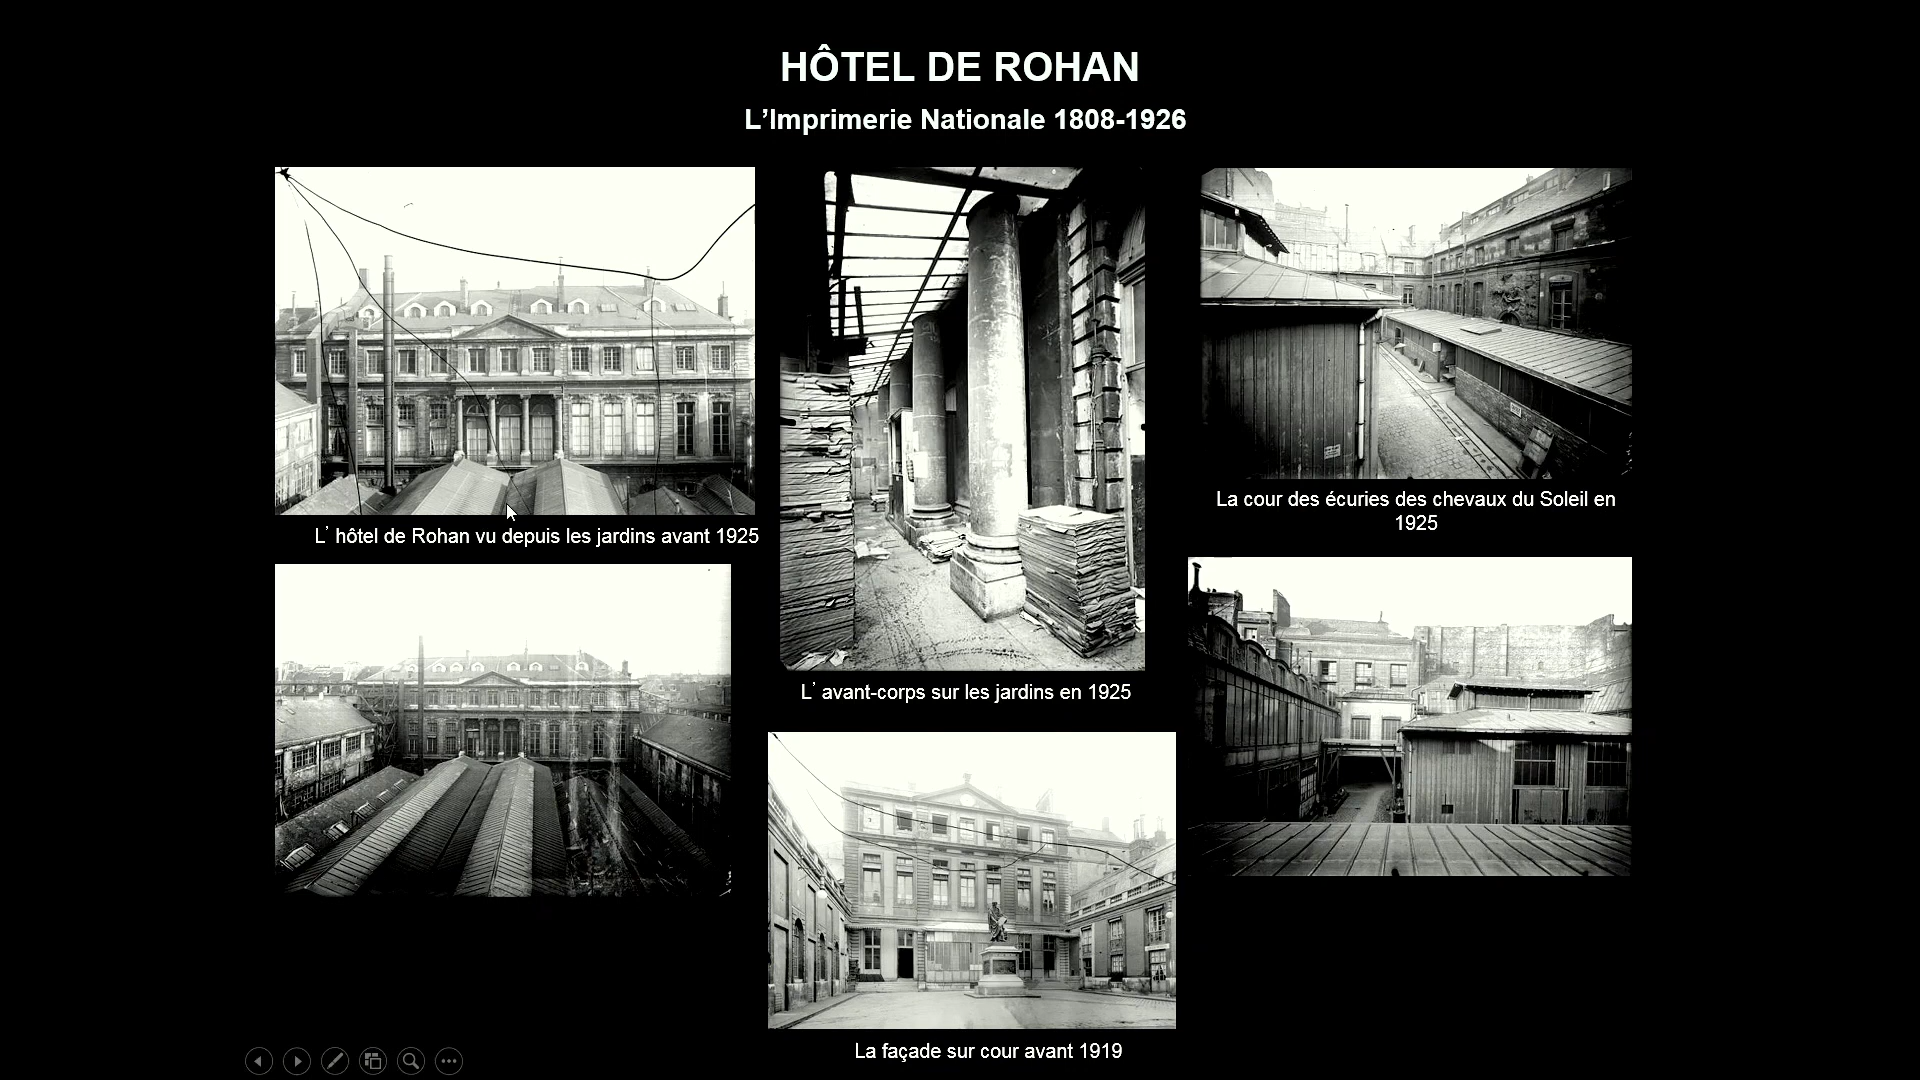 HÔTEL DE ROHAN
L’Imprimerie Nationale 1808-1926
L’ hôtel de Rohan vu depuis les jardins avant 1925
L’ avant-corps sur les jardins en 1925
La cour des écuries des chevaux du Soleil en
1925
La façade sur cour avant 1919